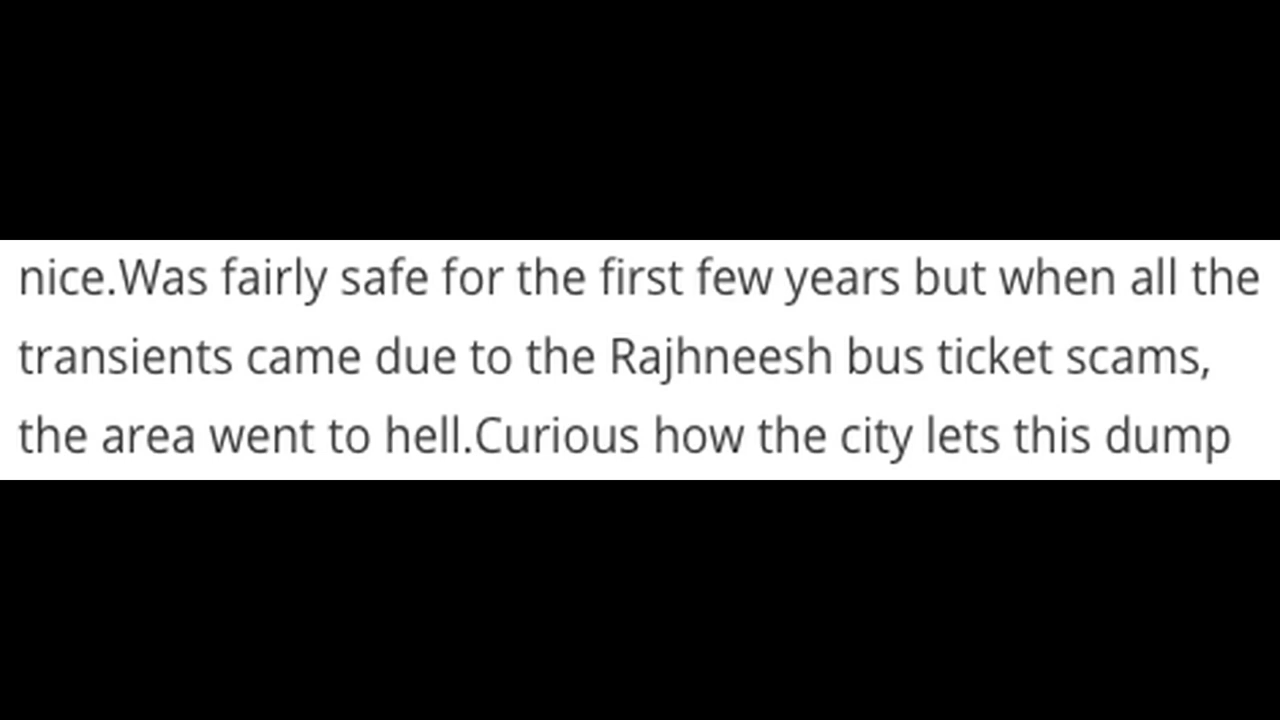 nice.Was fairly safe for the first few years but when all the
transients came due to the Rajhneesh bus ticket scams,
the area went to hell.Curious how the city lets this dump